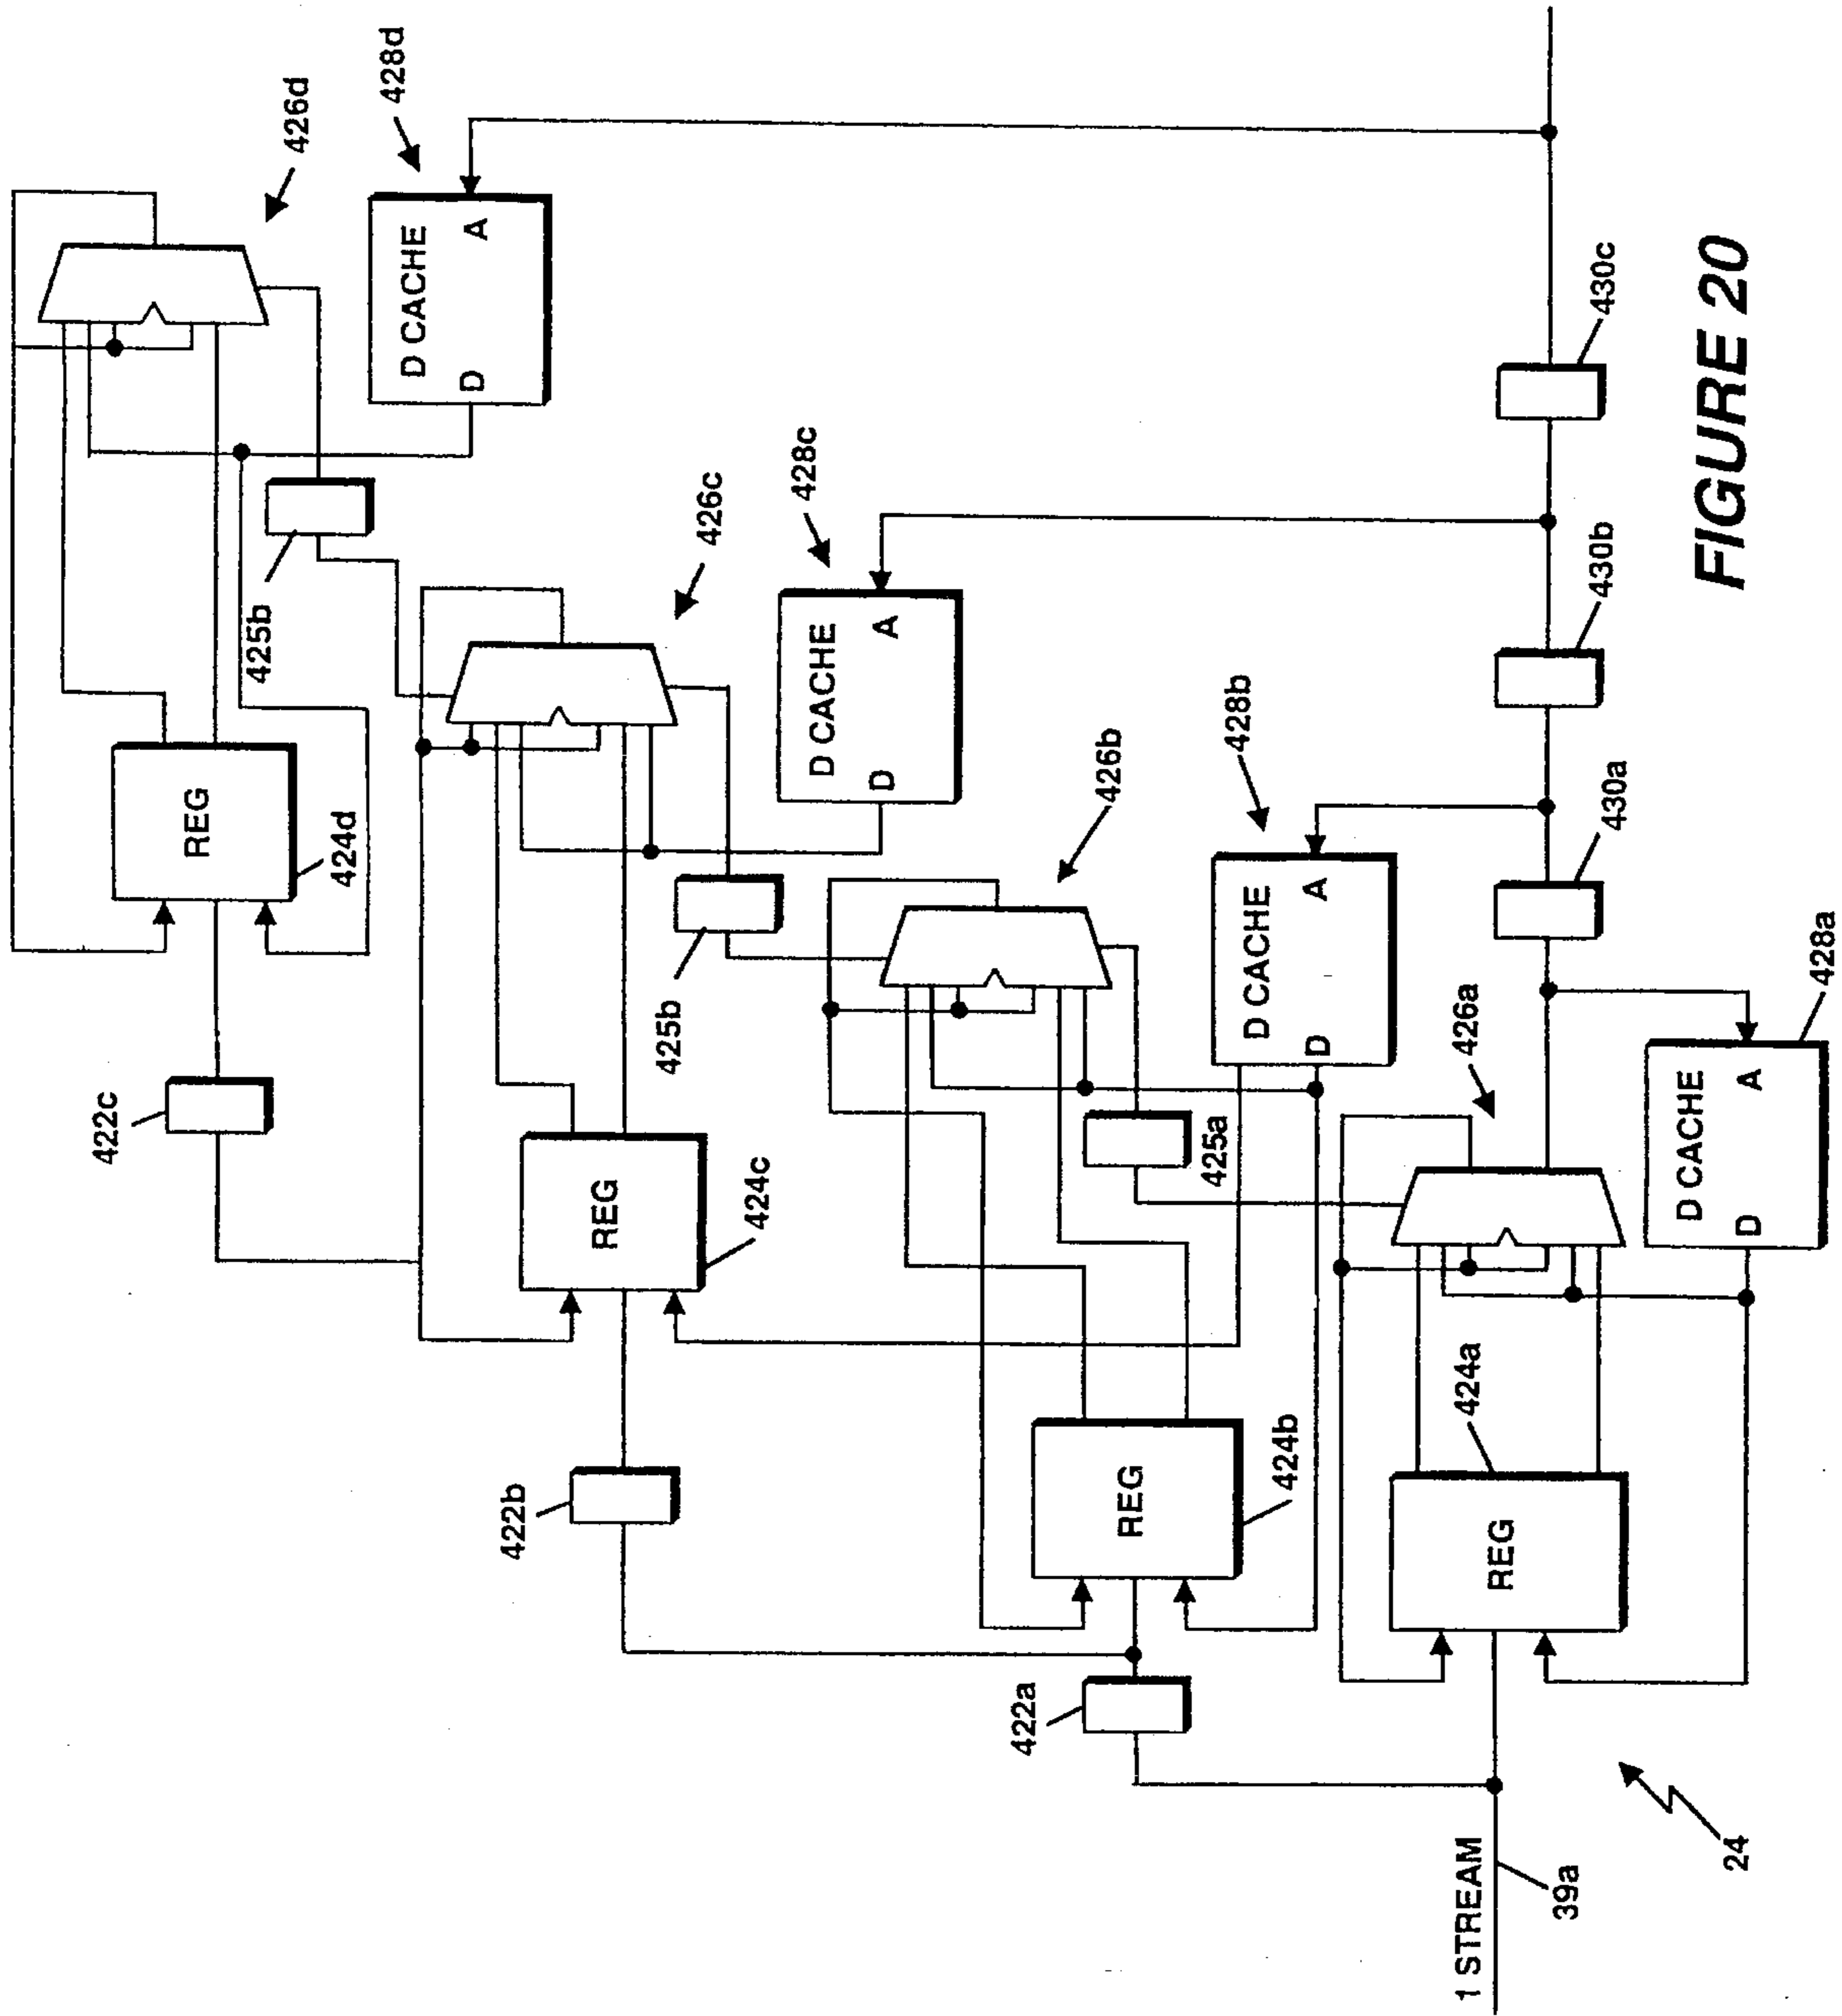 426d
428d
D CACHE
D
A
425b
REG
424d
422c
426c
428c
D CACHE
D
A
425b
REG
424c
422b
426b
428b
D CACHE
D
A
425a
REG
424b
422a
426a
428a
D CACHE
D
A
REG
424a
430a
430b
430c
1 STREAM
39a
24
FIGURE 20